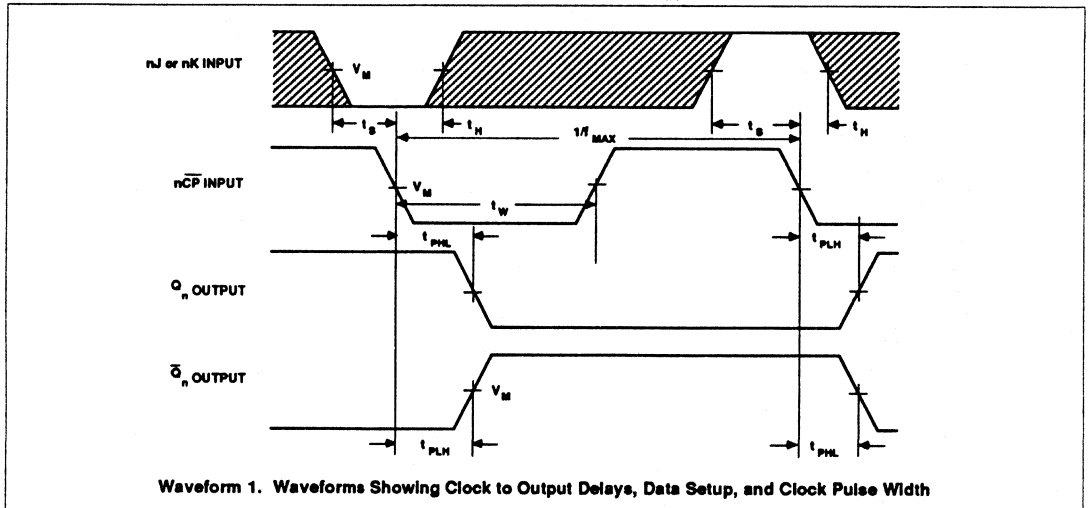 nJ or nK INPUT
V_M
t_S
t_H
1/f_MAX
t_S
t_H
nC̅P̅ INPUT
V_M
t_W
t_PHL
t_PLH
Q_n OUTPUT
Q̅_n OUTPUT
V_M
t_PLH
t_PHL
Waveform 1. Waveforms Showing Clock to Output Delays, Data Setup, and Clock Pulse Width